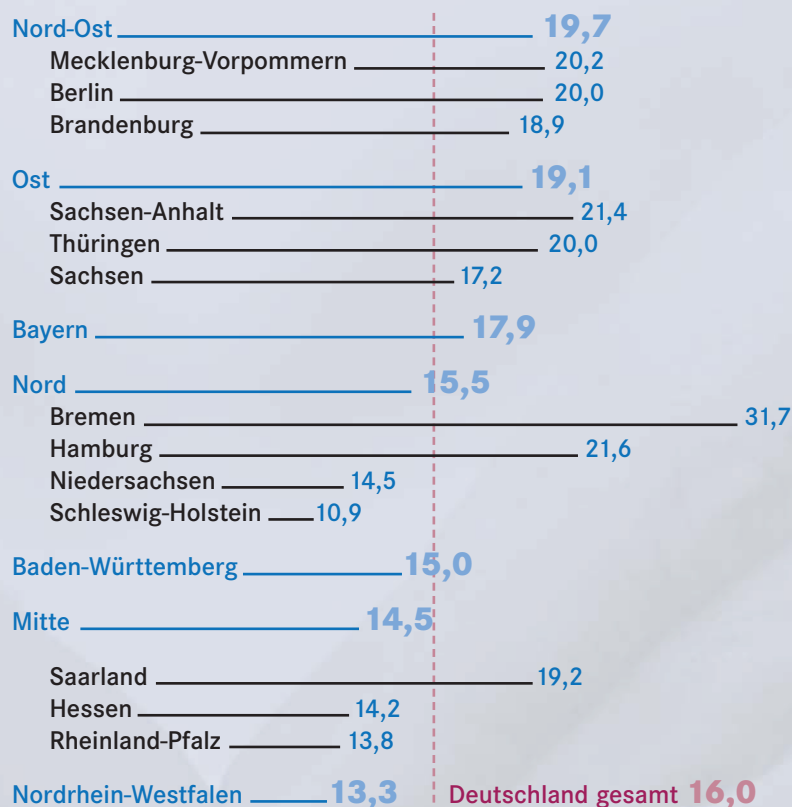 Nord-Ost 19,7
Mecklenburg-Vorpommern 20,2
Berlin 20,0
Brandenburg 18,9
Ost 19,1
Sachsen-Anhalt 21,4
Thüringen 20,0
Sachsen 17,2
Bayern 17,9
Nord 15,5
Bremen 31,7
Hamburg 21,6
Niedersachsen 14,5
Schleswig-Holstein 10,9
Baden-Württemberg 15,0
Mitte 14,5
Saarland 19,2
Hessen 14,2
Rheinland-Pfalz 13,8
Nordrhein-Westfalen 13,3 Deutschland gesamt 16,0